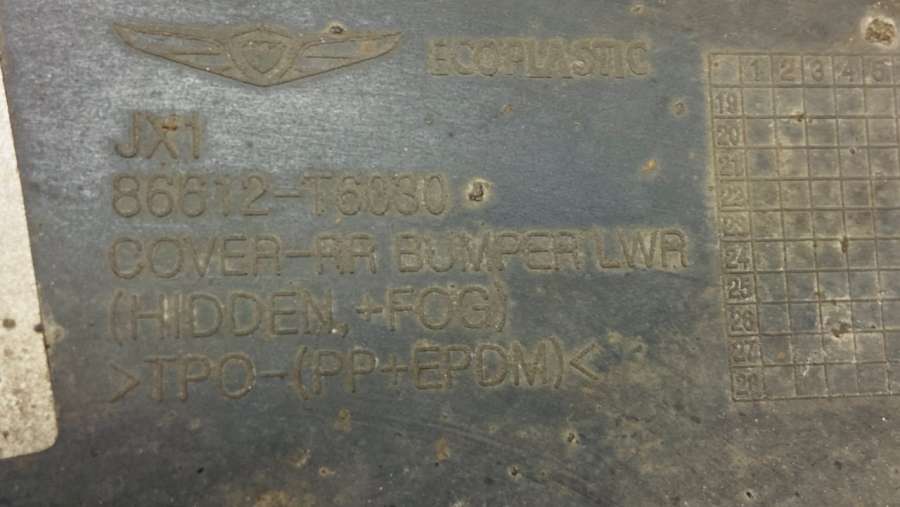 ECOPLASTIC
JX1
86612-T6030
COVER-RR BUMPER LWR
(HIDDEN,+FOG)
>TPO-(PP+EPDM)<
1 2 3 4 5
19
20
21
22
23
24
25
26
27
28